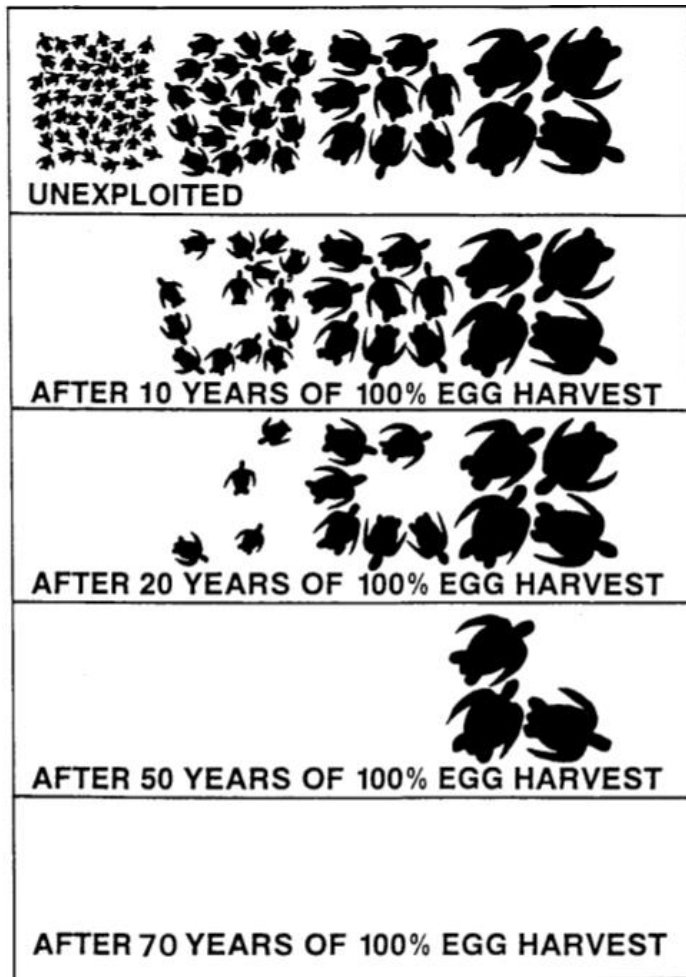 UNEXPLOITED
AFTER 10 YEARS OF 100% EGG HARVEST
AFTER 20 YEARS OF 100% EGG HARVEST
AFTER 50 YEARS OF 100% EGG HARVEST
AFTER 70 YEARS OF 100% EGG HARVEST